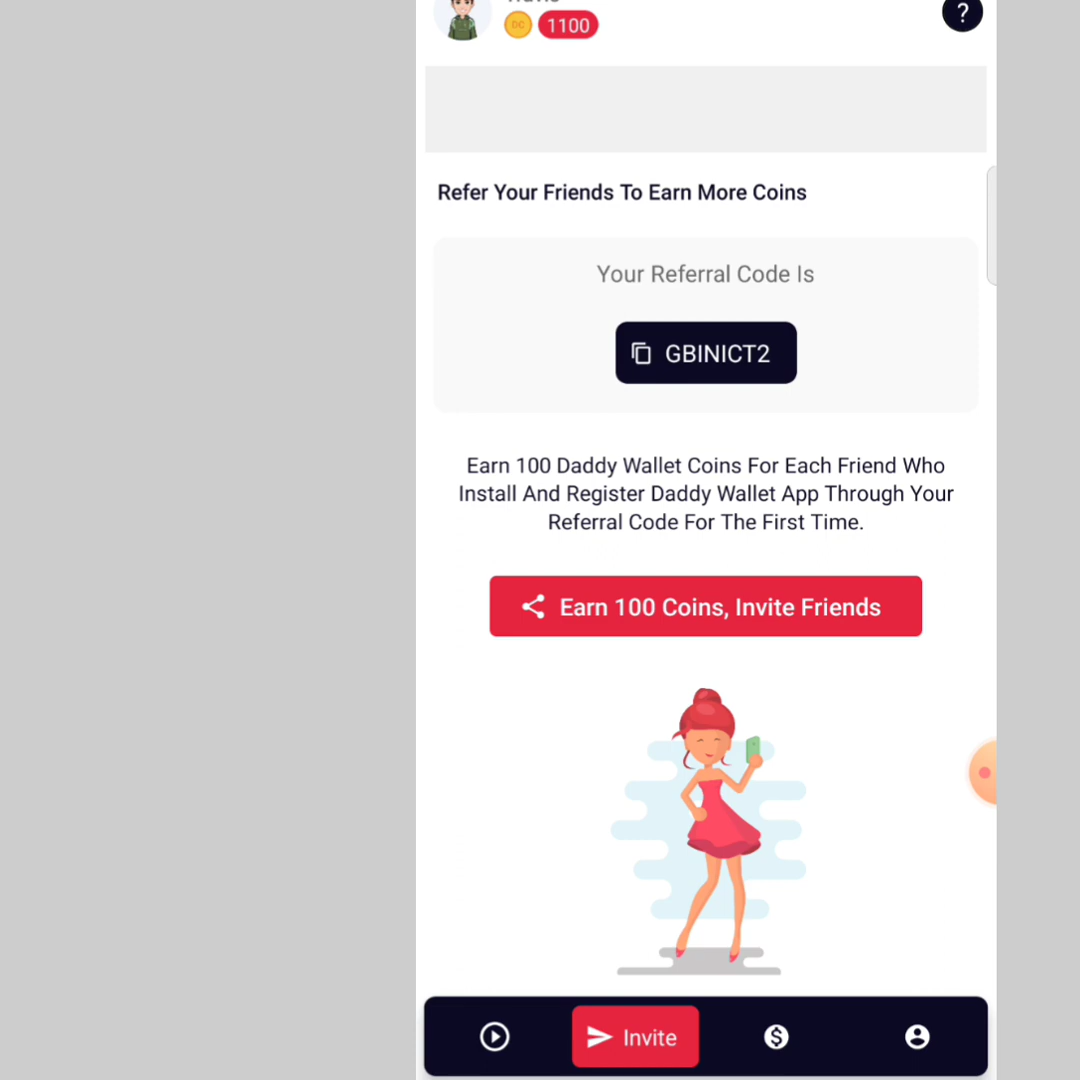 1100
?
Refer Your Friends To Earn More Coins
Your Referral Code Is
GBINICT2
Earn 100 Daddy Wallet Coins For Each Friend Who
Install And Register Daddy Wallet App Through Your
Referral Code For The First Time.
Earn 100 Coins, Invite Friends
Invite